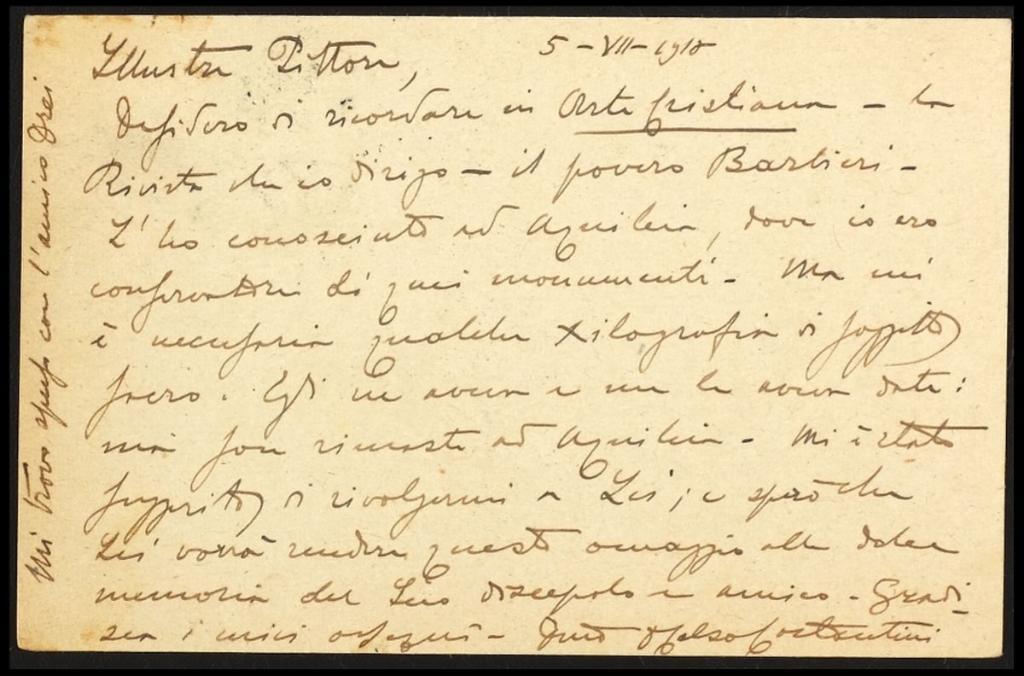 5-VII-1918
Illustre Pittore,
Desidero di ricordare in Arte Cristiana - la
Rivista che io dirigo - il povero Barbieri -
L'ho conosciuto ad Aquileia, dove io ero
conservatore di quei monumenti - Ma mi
è necessaria qualche xilografia di soggetto
sacro. Egli ne aveva e me le aveva date:
ma son rimaste ad Aquileia - Mi è stato
suggerito di rivolgermi a Lei; e spero che
Lei vorrà rendere questo omaggio alla dolce
memoria del Suo discepolo e amico - Gradi-
sca i miei ossequi - Celso Costantini
Mi trovo spesso con l'amico Drei